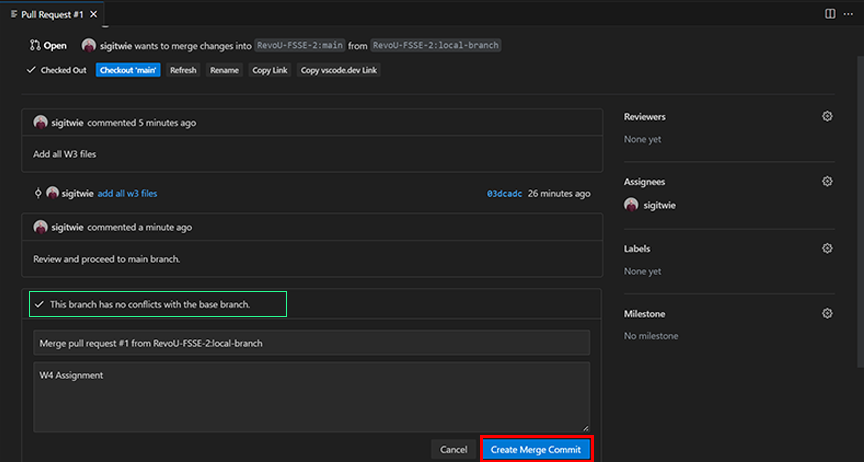 Pull Request #1
Open sigitwie wants to merge changes into RevoU-FSSE-2:main from RevoU-FSSE-2:local-branch
Checked Out Checkout 'main' Refresh Rename Copy Link Copy vscode.dev Link
sigitwie commented 5 minutes ago
Add all W3 files
sigitwie add all w3 files 03dcadc 26 minutes ago
sigitwie commented a minute ago
Review and proceed to main branch.
This branch has no conflicts with the base branch.
Merge pull request #1 from RevoU-FSSE-2:local-branch
W4 Assignment
Cancel Create Merge Commit
Reviewers
None yet
Assignees
sigitwie
Labels
None yet
Milestone
No milestone